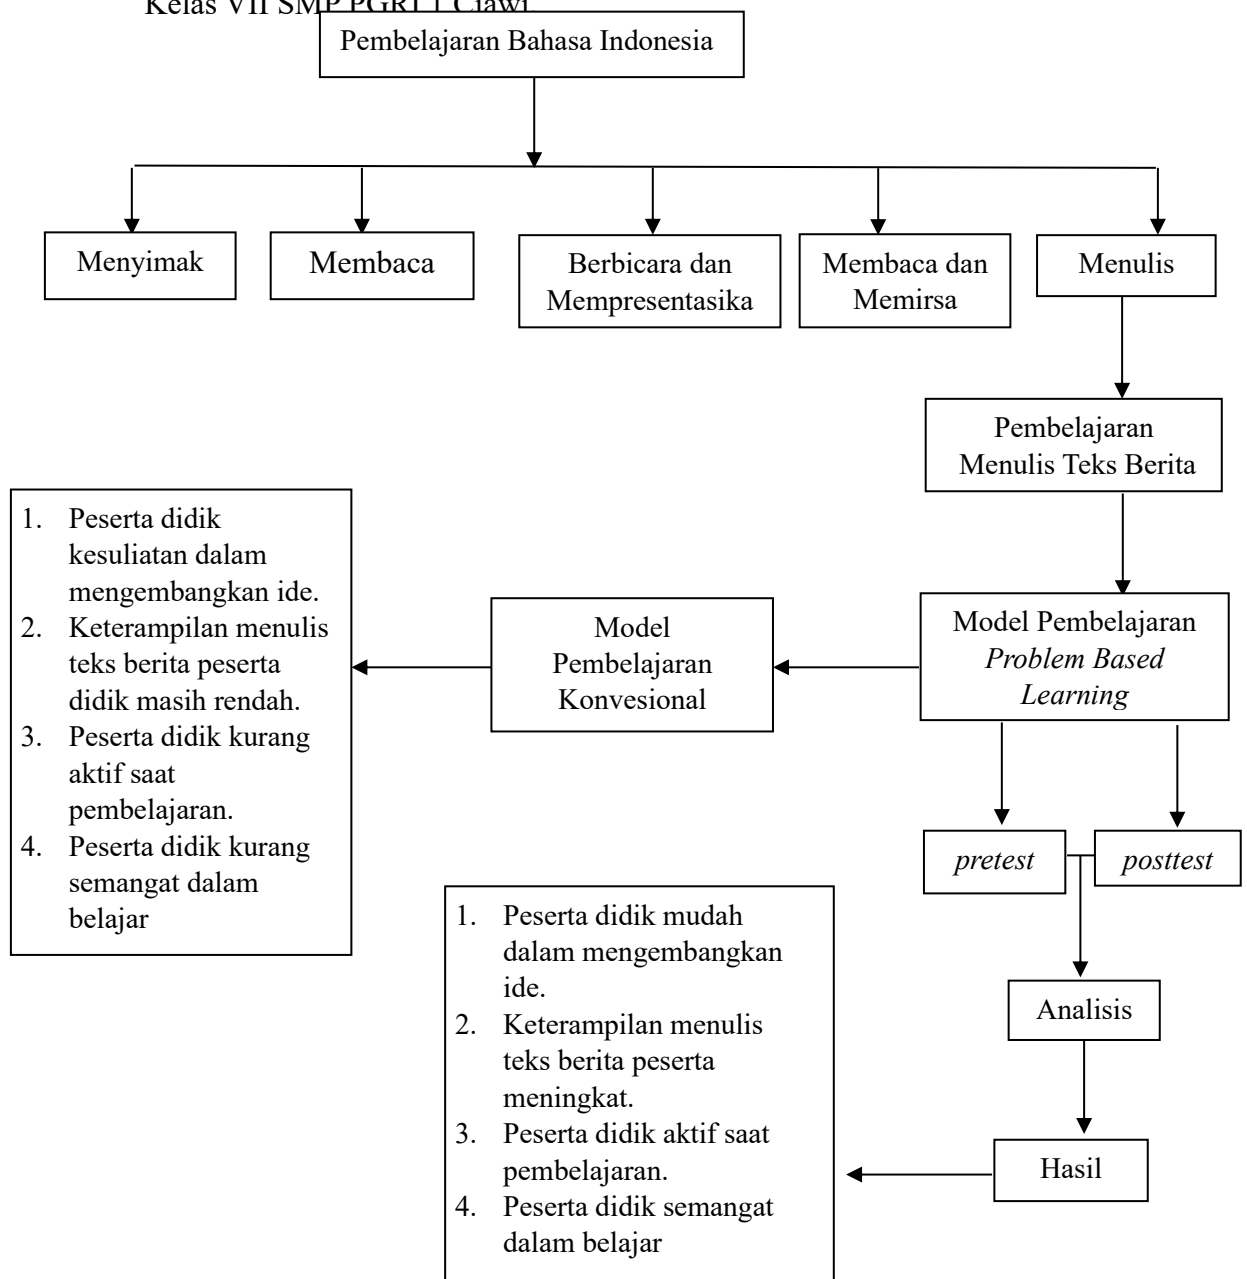 Kelas VII SMP PGRI 1 Ciawi.
Pembelajaran Bahasa Indonesia
Menyimak
Membaca
Berbicara dan
Mempresentasika
Membaca dan
Memirsa
Menulis
Pembelajaran
Menulis Teks Berita
Model Pembelajaran
Problem Based
Learning
Model
Pembelajaran
Konvesional
1. Peserta didik
kesuliatan dalam
mengembangkan ide.
2. Keterampilan menulis
teks berita peserta
didik masih rendah.
3. Peserta didik kurang
aktif saat
pembelajaran.
4. Peserta didik kurang
semangat dalam
belajar
pretest
posttest
Analisis
Hasil
1. Peserta didik mudah
dalam mengembangkan
ide.
2. Keterampilan menulis
teks berita peserta
meningkat.
3. Peserta didik aktif saat
pembelajaran.
4. Peserta didik semangat
dalam belajar